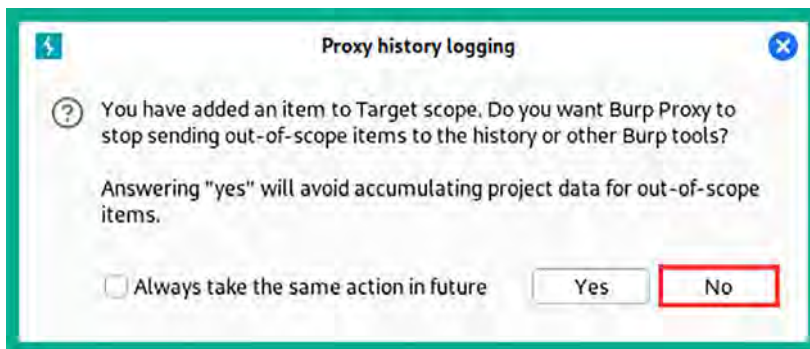 Proxy history logging
You have added an item to Target scope. Do you want Burp Proxy to
stop sending out-of-scope items to the history or other Burp tools?
Answering "yes" will avoid accumulating project data for out-of-scope
items.
Always take the same action in future
Yes
No